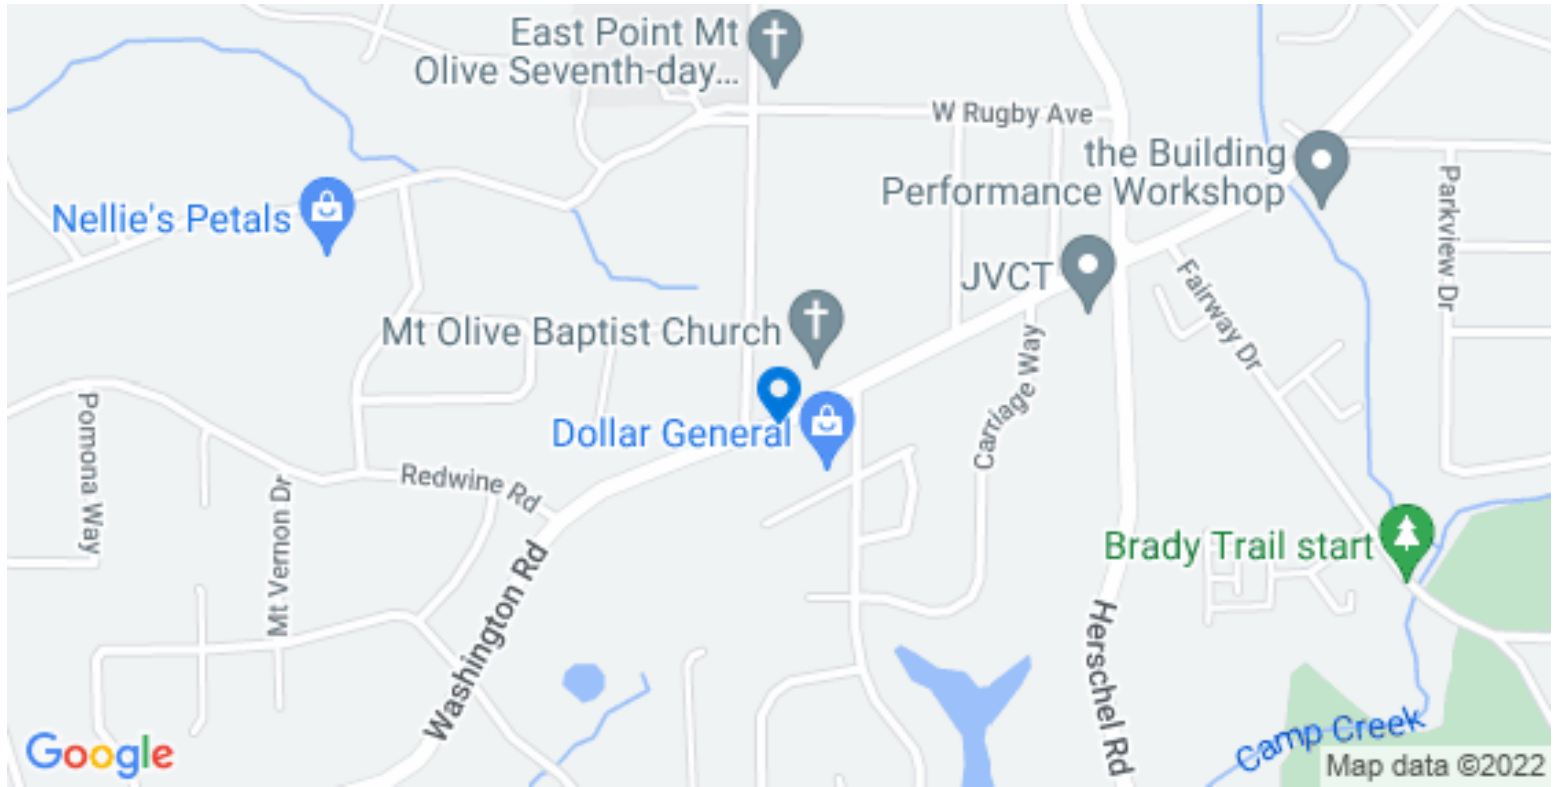 East Point Mt
Olive Seventh-day...
W Rugby Ave
the Building
Performance Workshop
Parkview Dr
Nellie's Petals
JVCT
Fairway Dr
Mt Olive Baptist Church
Carriage Way
Dollar General
Pomona Way
Redwine Rd
Mt Vernon Dr
Washington Rd
Brady Trail start
Herschel Rd
Camp Creek
Google
Map data ©2022